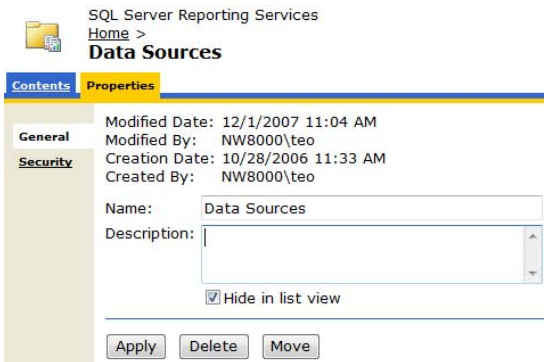 SQL Server Reporting Services
Home >
Data Sources
Contents Properties
General
Security
Modified Date: 12/1/2007 11:04 AM
Modified By: NW8000\teo
Creation Date: 10/28/2006 11:33 AM
Created By: NW8000\teo
Name: Data Sources
Description:
Hide in list view
Apply Delete Move